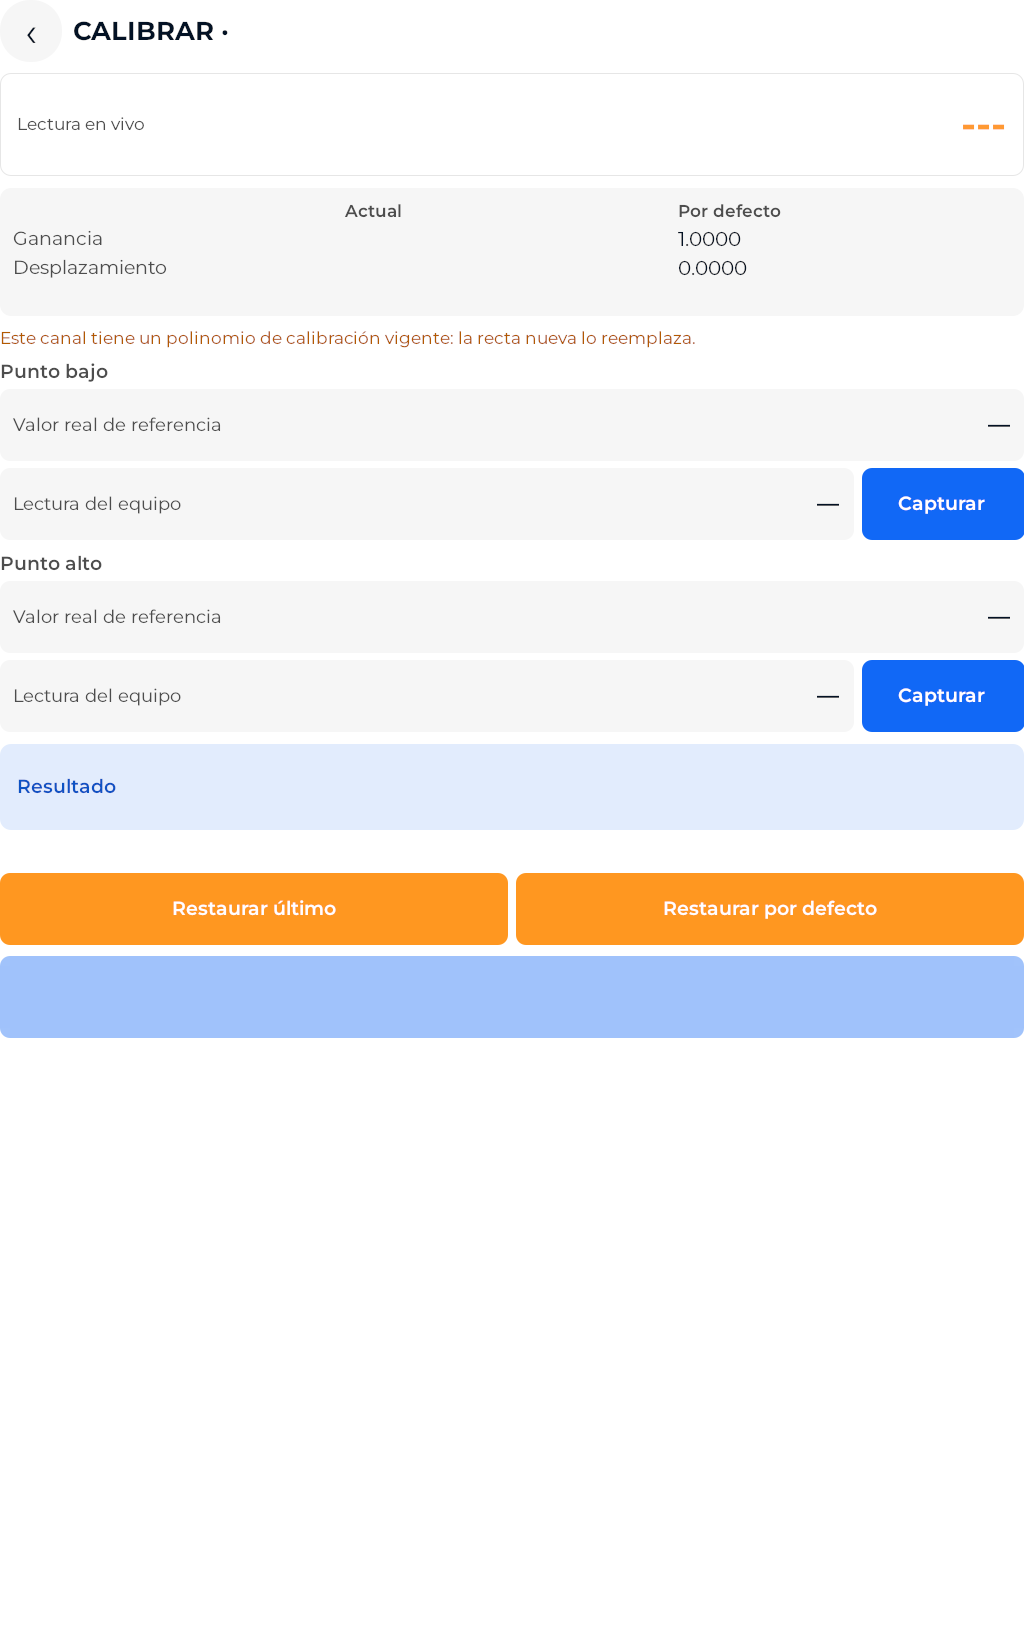 ‹ CALIBRAR ·
Lectura en vivo ---
Actual Por defecto
Ganancia 1.0000
Desplazamiento 0.0000
Este canal tiene un polinomio de calibración vigente: la recta nueva lo reemplaza.
Punto bajo
Valor real de referencia —
Lectura del equipo — Capturar
Punto alto
Valor real de referencia —
Lectura del equipo — Capturar
Resultado
Restaurar último Restaurar por defecto